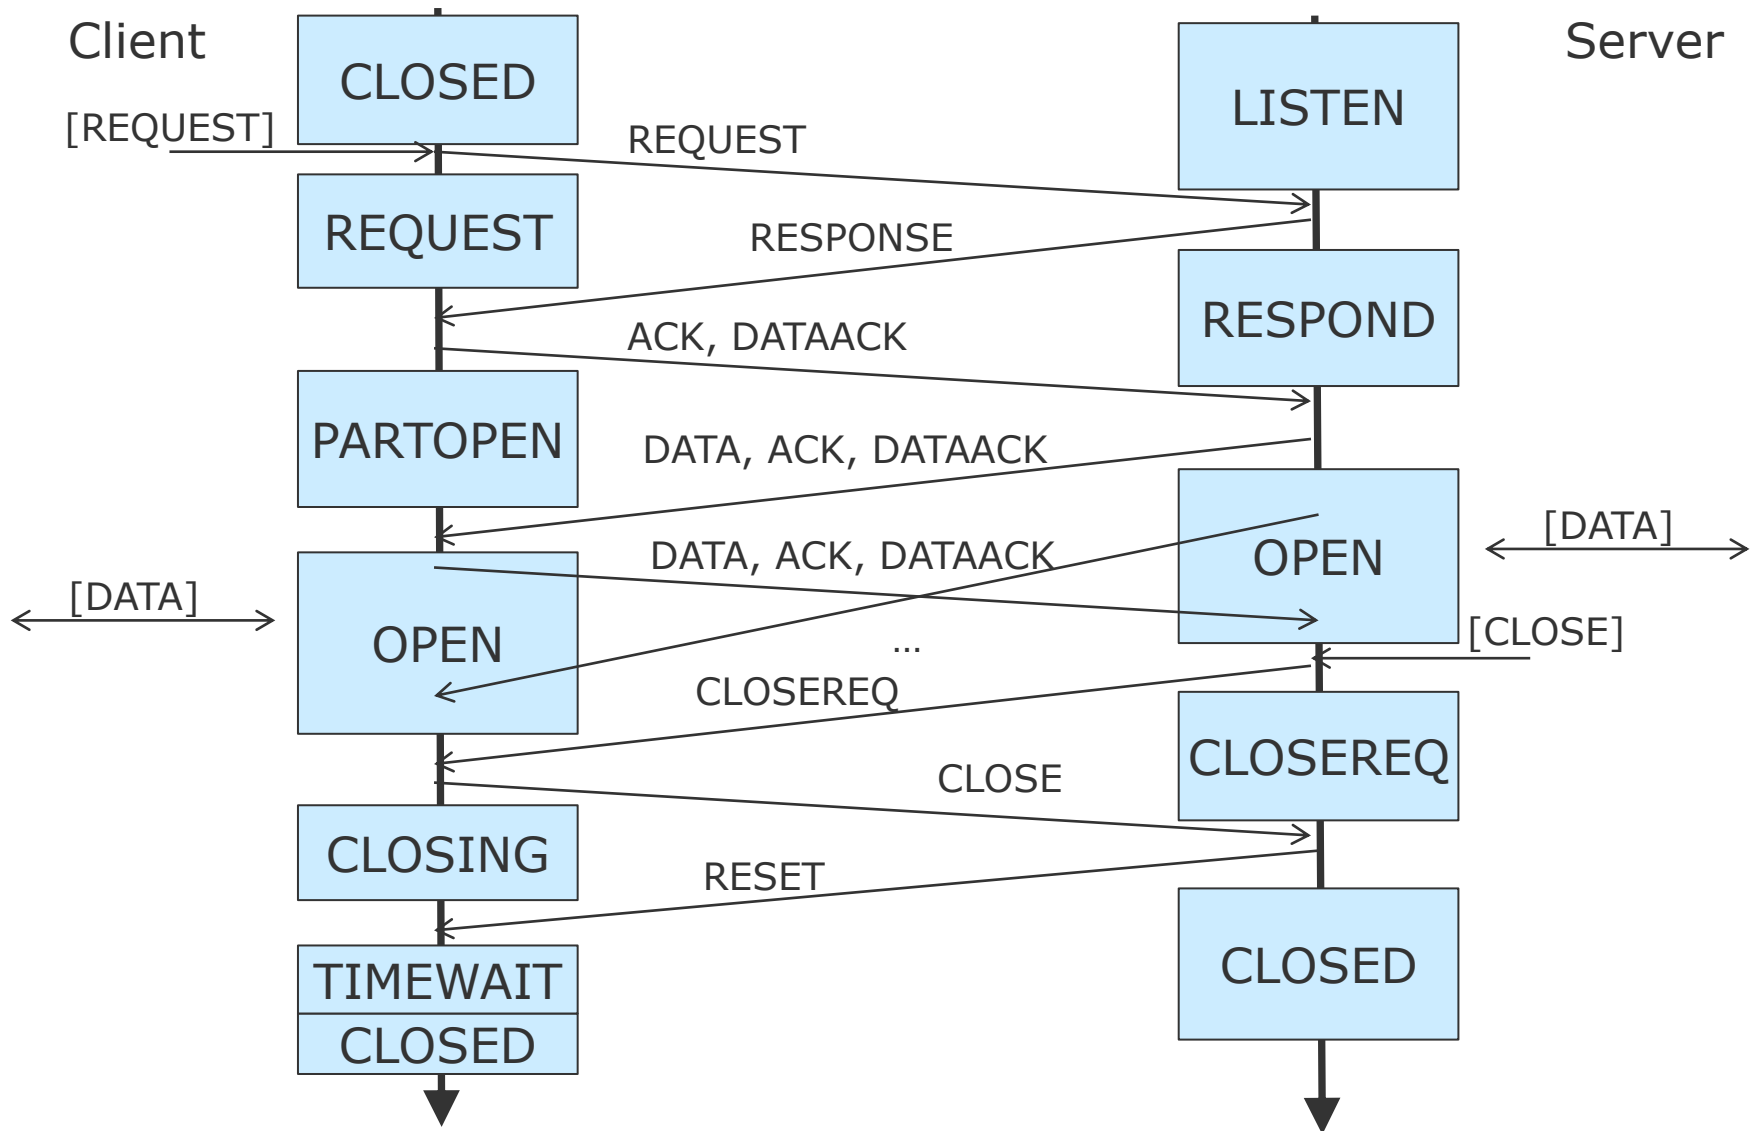 Client
Server
CLOSED
LISTEN
[REQUEST]
REQUEST
REQUEST
RESPONSE
RESPOND
ACK, DATAACK
PARTOPEN
DATA, ACK, DATAACK
[DATA]
OPEN
DATA, ACK, DATAACK
[DATA]
OPEN
[CLOSE]
...
CLOSEREQ
CLOSEREQ
CLOSE
CLOSING
RESET
TIMEWAIT
CLOSED
CLOSED